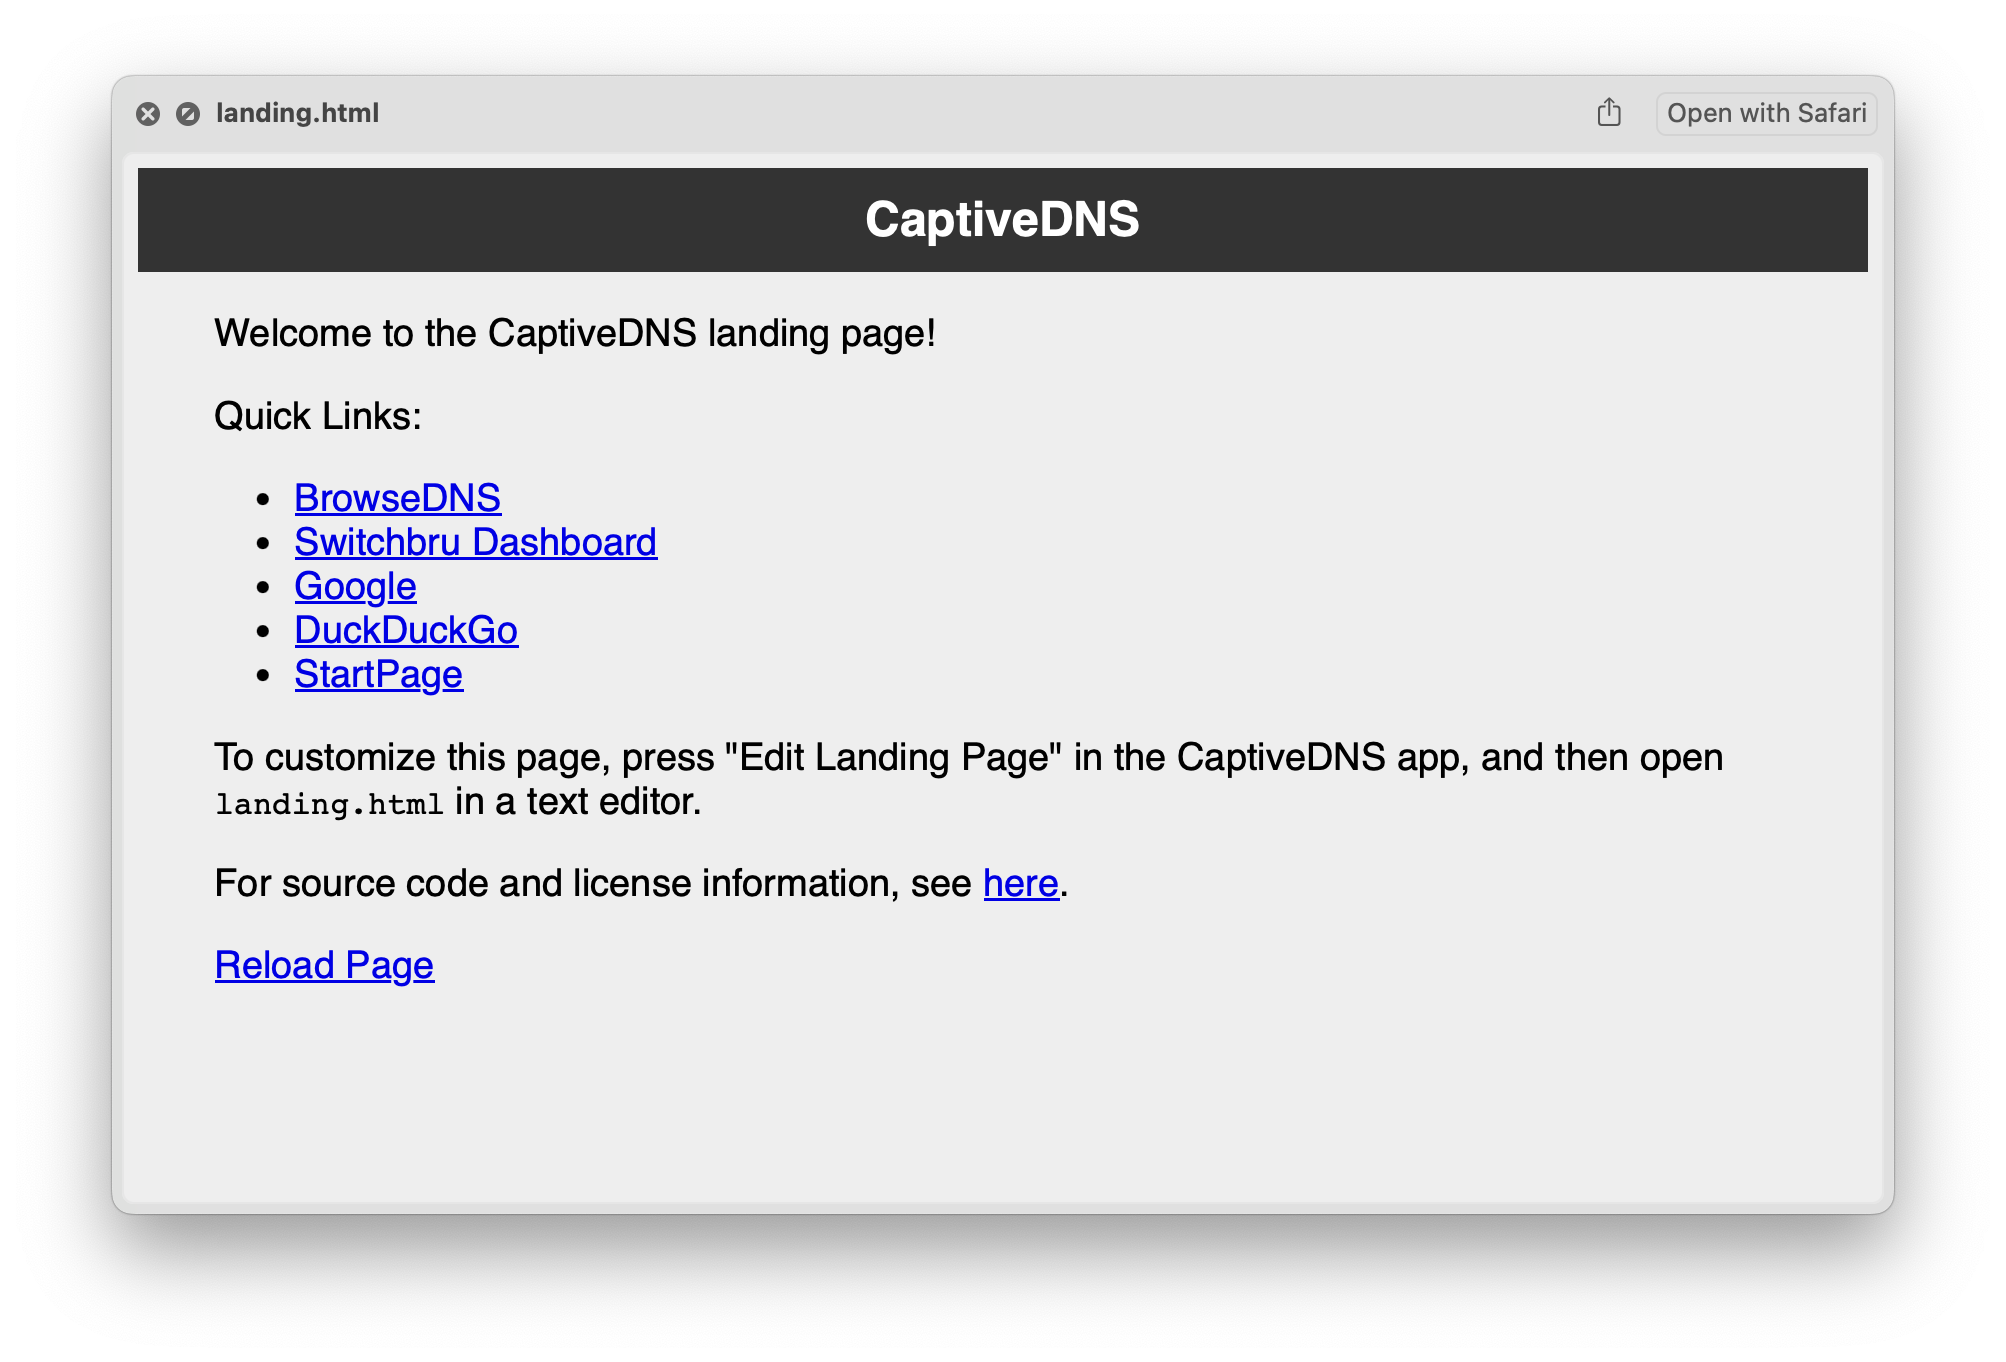 landing.html
Open with Safari
CaptiveDNS
Welcome to the CaptiveDNS landing page!
Quick Links:
BrowseDNS
Switchbru Dashboard
Google
DuckDuckGo
StartPage
To customize this page, press "Edit Landing Page" in the CaptiveDNS app, and then open
landing.html in a text editor.
For source code and license information, see here.
Reload Page